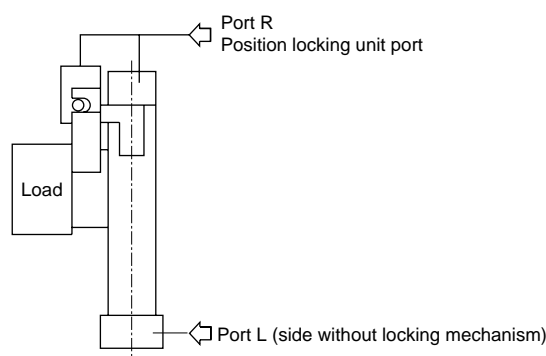 Port R
Position locking unit port
Load
Port L (side without locking mechanism)